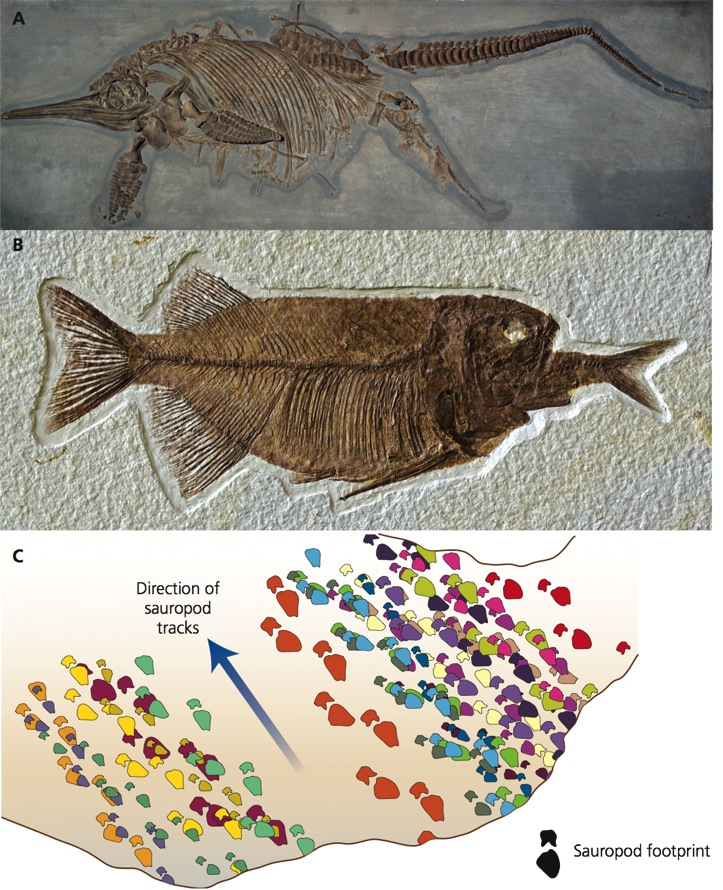 A
B
C
Direction of
sauropod
tracks
Sauropod footprint